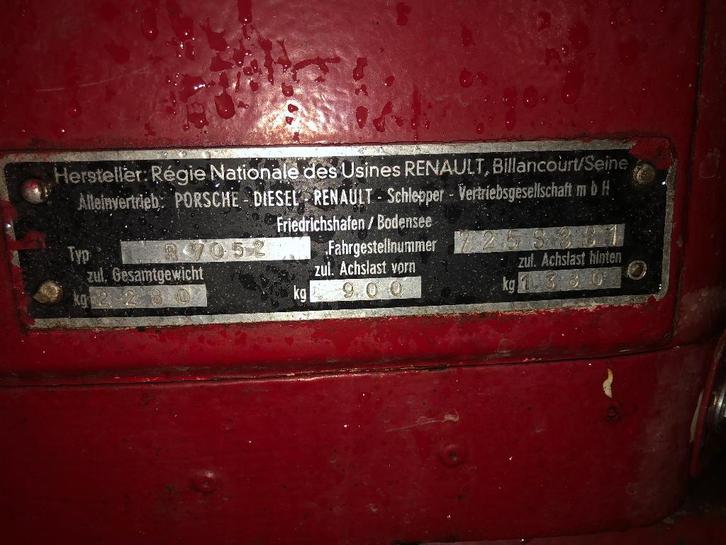 Hersteller: Régie Nationale des Usines RENAULT, Billancourt/Seine
Alleinvertrieb: PORSCHE - DIESEL - RENAULT - Schlepper - Vertriebsgesellschaft m b H
Friedrichshafen / Bodensee
Typ R 7052 Fahrgestellnummer
zul. Gesamtgewicht zul. Achslast vorn zul. Achslast hinten
kg 2280 kg 900 kg 1380